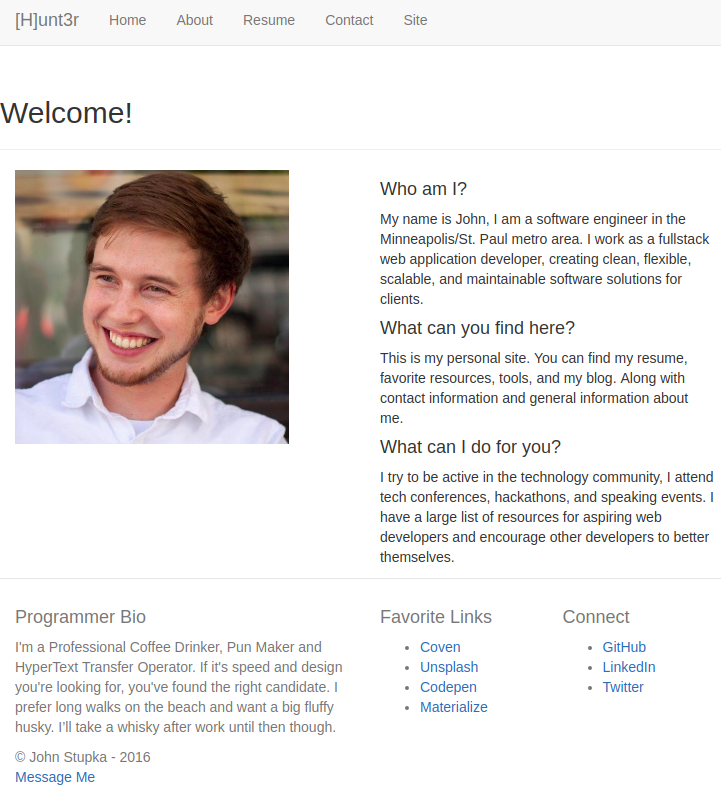 [H]unt3r Home About Resume Contact Site
Welcome!
Who am I?
My name is John, I am a software engineer in the
Minneapolis/St. Paul metro area. I work as a fullstack
web application developer, creating clean, flexible,
scalable, and maintainable software solutions for
clients.
What can you find here?
This is my personal site. You can find my resume,
favorite resources, tools, and my blog. Along with
contact information and general information about
me.
What can I do for you?
I try to be active in the technology community, I attend
tech conferences, hackathons, and speaking events. I
have a large list of resources for aspiring web
developers and encourage other developers to better
themselves.
Programmer Bio
I'm a Professional Coffee Drinker, Pun Maker and
HyperText Transfer Operator. If it's speed and design
you're looking for, you've found the right candidate. I
prefer long walks on the beach and want a big fluffy
husky. I’ll take a whisky after work until then though.
© John Stupka - 2016
Message Me
Favorite Links
Coven
Unsplash
Codepen
Materialize
Connect
GitHub
LinkedIn
Twitter